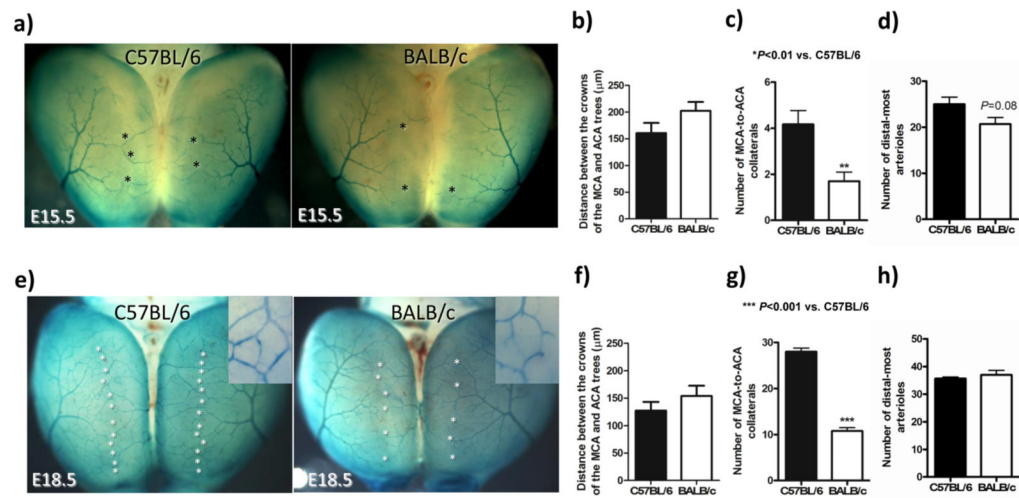 a)
C57BL/6
BALB/c
E15.5
E15.5
* * * * *
* * *
b)
Distance between the crowns
of the MCA and ACA trees (µm)
250
200
150
100
50
0
C57BL/6 BALB/c
c)
*P<0.01 vs. C57BL/6
Number of MCA-to-ACA
collaterals
6
4
2
0
**
C57BL/6 BALB/c
d)
Number of distal-most
arterioles
30
20
10
0
P=0.08
C57BL/6 BALB/c
e)
C57BL/6
BALB/c
E18.5
E18.5
f)
Distance between the crowns
of the MCA and ACA trees (µm)
250
200
150
100
50
0
C57BL/6 BALB/c
g)
*** P<0.001 vs. C57BL/6
Number of MCA-to-ACA
collaterals
30
20
10
0
***
C57BL/6 BALB/c
h)
Number of distal-most
arterioles
50
40
30
20
10
0
C57BL/6 BALB/c